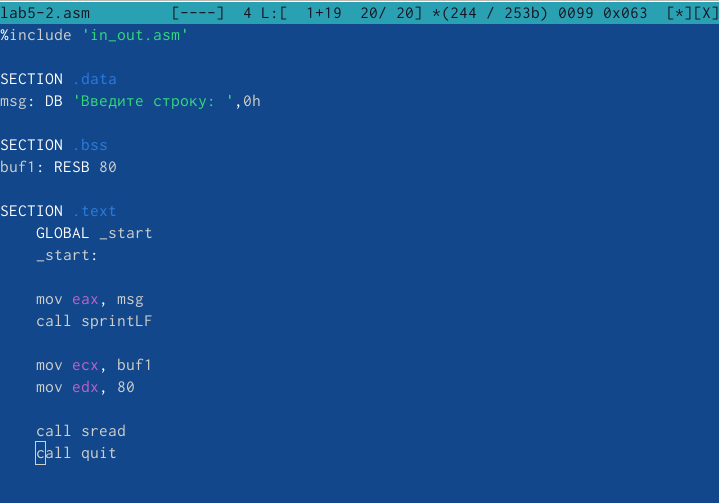 lab5-2.asm [----] 4 L:[ 1+19 20/ 20] *(244 / 253b) 0099 0x063 [*][X]
%include 'in_out.asm'
SECTION .data
msg: DB 'Введите строку: ',0h
SECTION .bss
buf1: RESB 80
SECTION .text
GLOBAL _start
_start:
mov eax, msg
call sprintLF
mov ecx, buf1
mov edx, 80
call sread
call quit